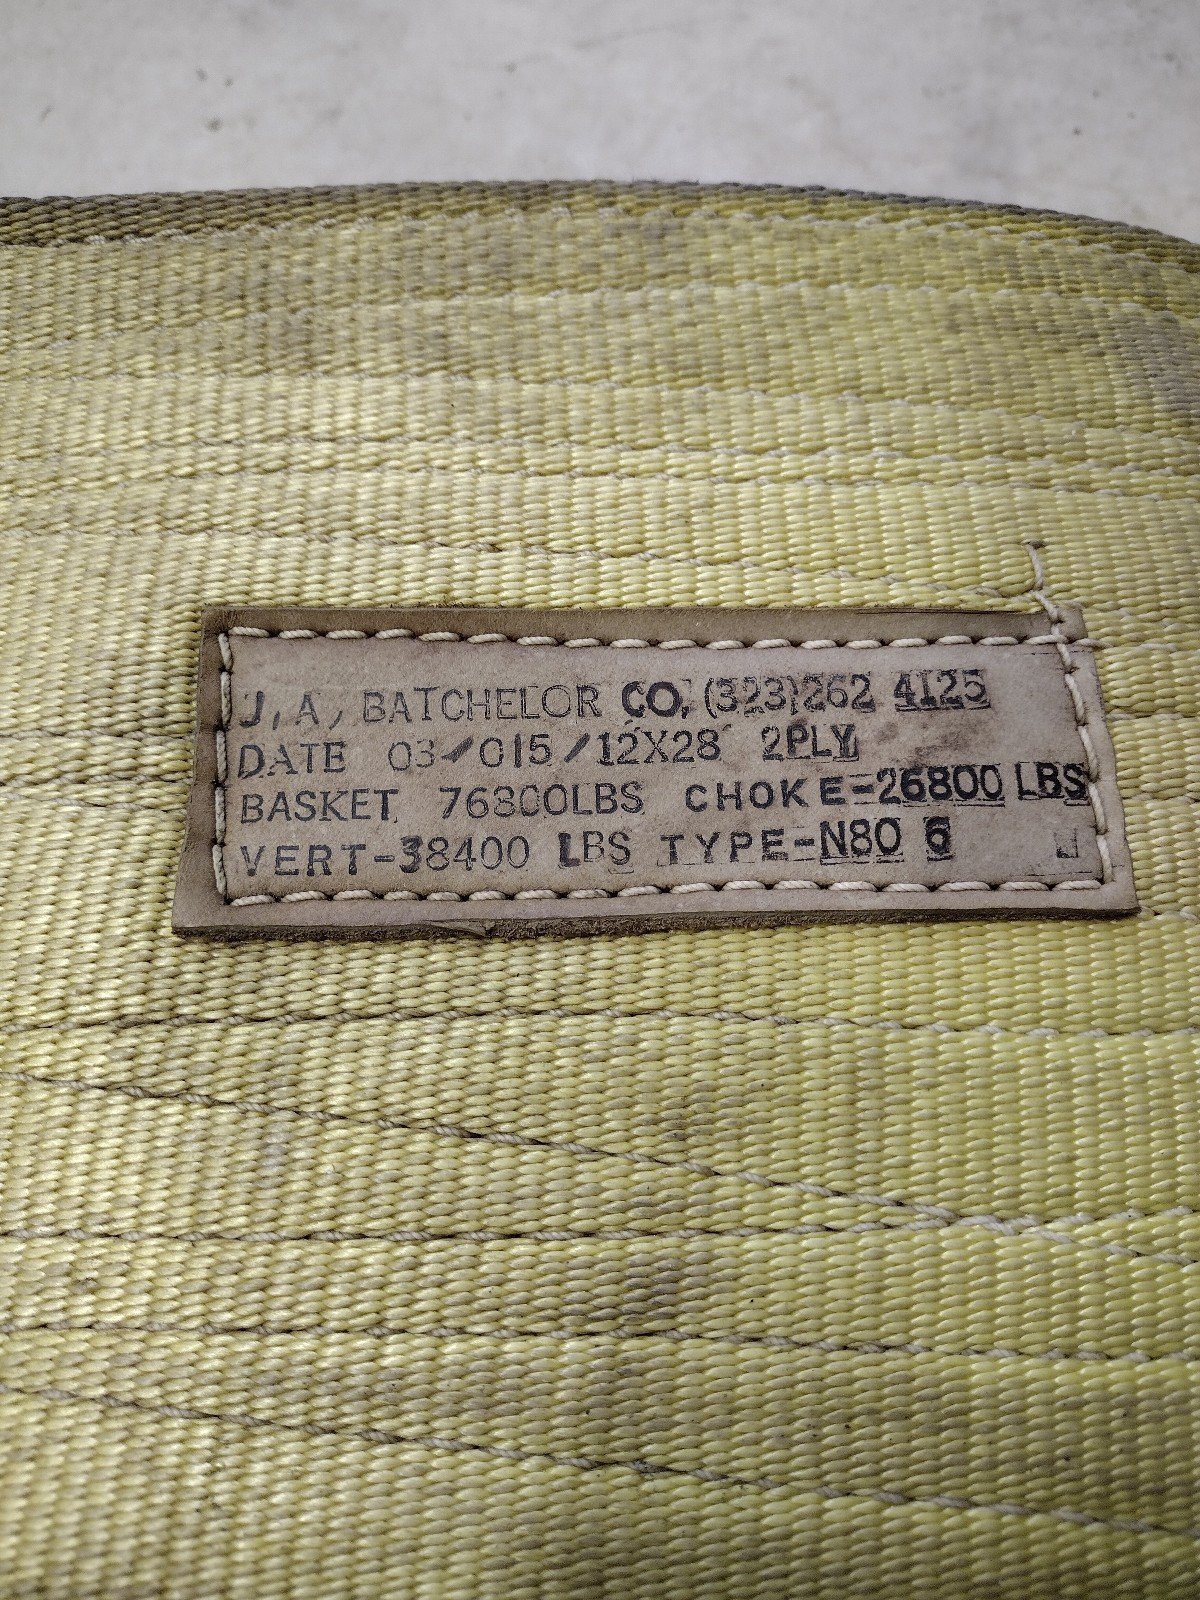 J,A, BATCHELOR CO, (323)262 4125
DATE 03/015/12X28 2PLY
BASKET, 76800LBS CHOKE-26800 LBS
VERT-38400 LBS TYPE-N80 6